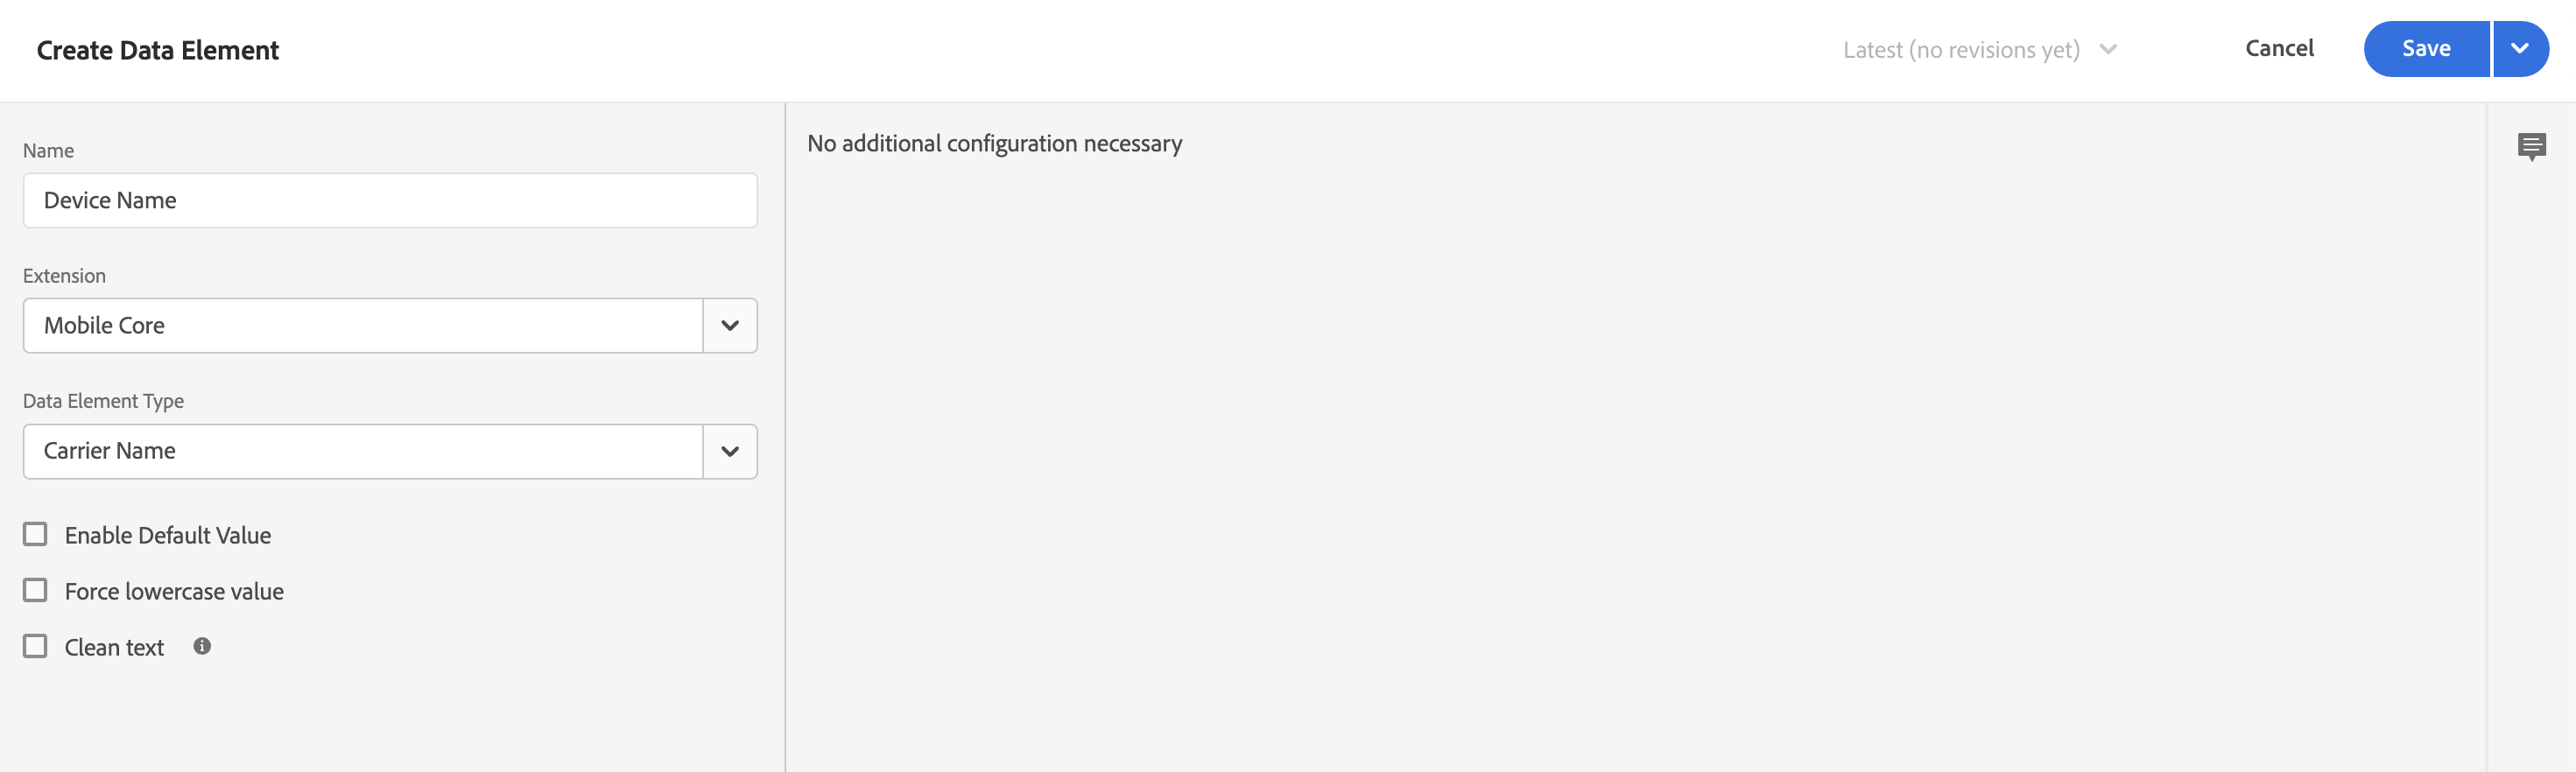 Create Data Element
Latest (no revisions yet)
Cancel
Save
Name
Device Name
Extension
Mobile Core
Data Element Type
Carrier Name
Enable Default Value
Force lowercase value
Clean text
No additional configuration necessary